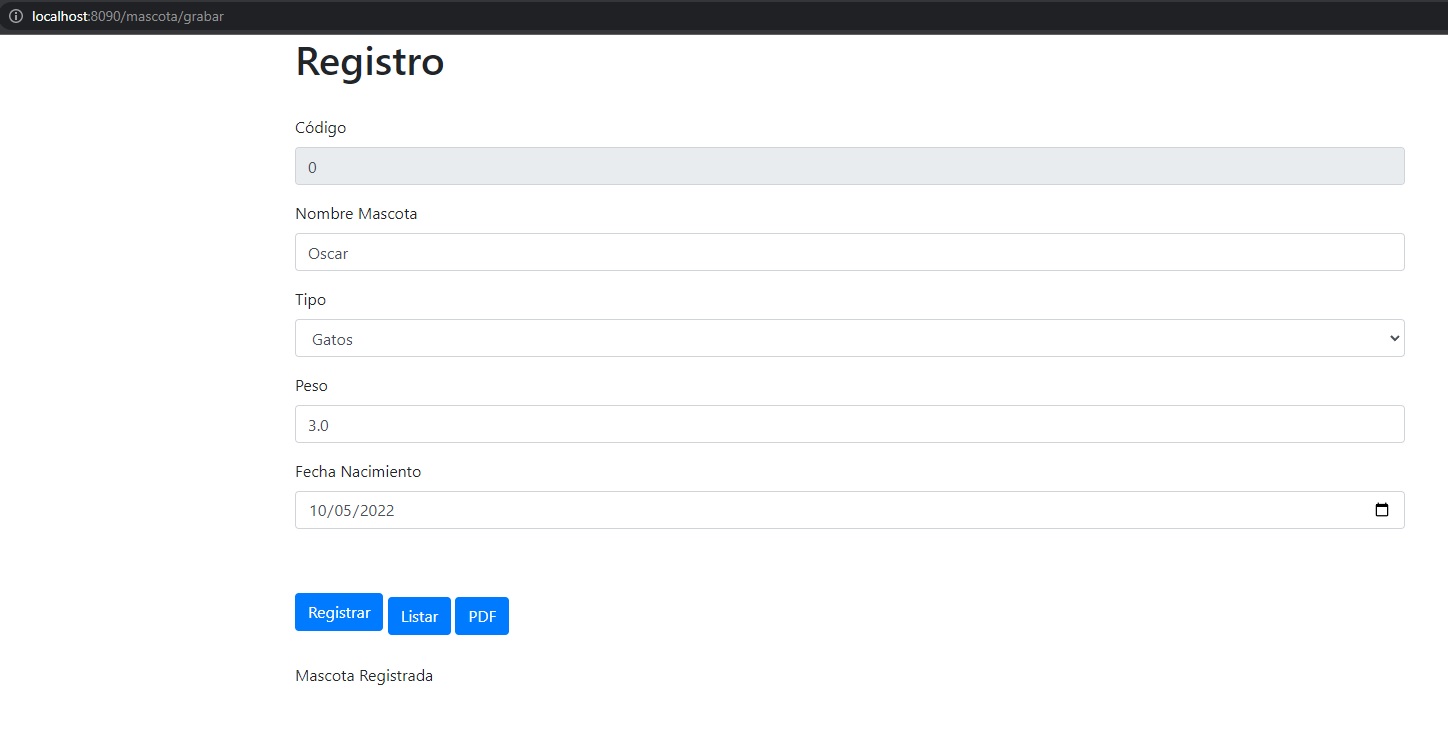 localhost:8090/mascota/grabar
Registro
Código
0
Nombre Mascota
Oscar
Tipo
Gatos
Peso
3.0
Fecha Nacimiento
10/05/2022
Registrar Listar PDF
Mascota Registrada